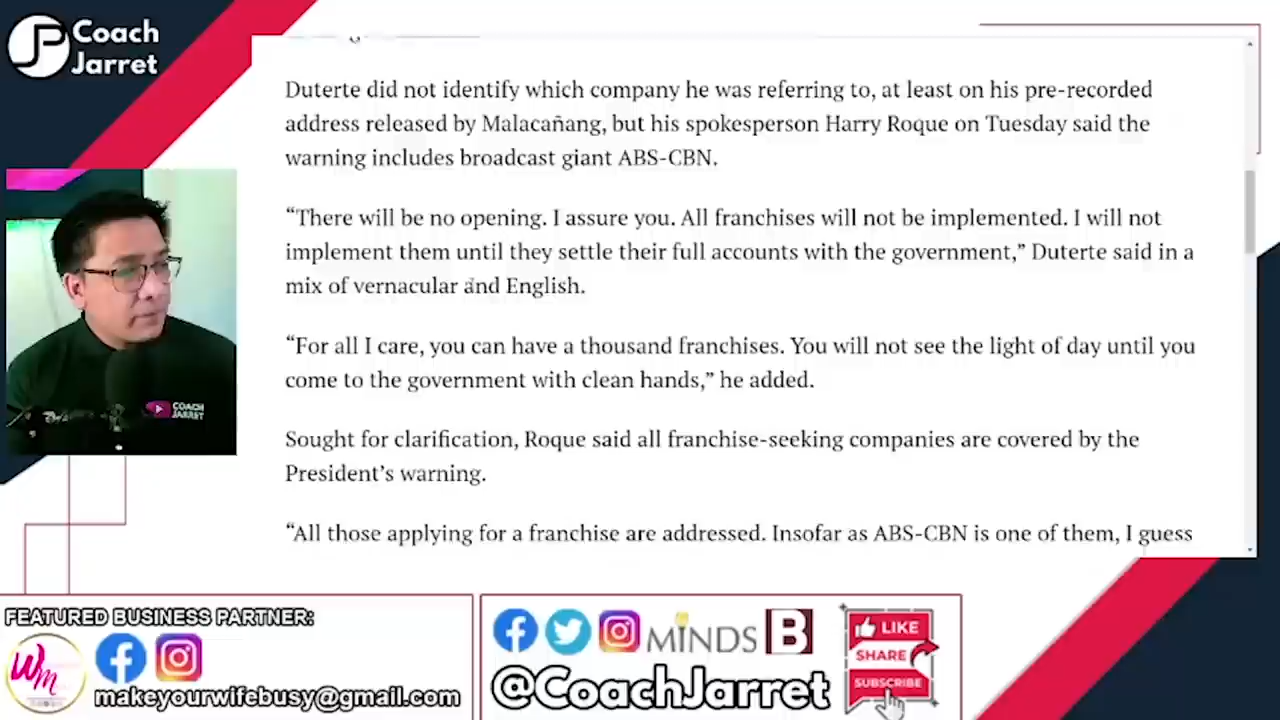 Coach
Jarret
Duterte did not identify which company he was referring to, at least on his pre-recorded
address released by Malacañang, but his spokesperson Harry Roque on Tuesday said the
warning includes broadcast giant ABS-CBN.
“There will be no opening. I assure you. All franchises will not be implemented. I will not
implement them until they settle their full accounts with the government,” Duterte said in a
mix of vernacular and English.
“For all I care, you can have a thousand franchises. You will not see the light of day until you
come to the government with clean hands,” he added.
Sought for clarification, Roque said all franchise-seeking companies are covered by the
President’s warning.
“All those applying for a franchise are addressed. Insofar as ABS-CBN is one of them, I guess
COACH
JARRET
FEATURED BUSINESS PARTNER:
WM
makeyourwifebusy@gmail.com
MINDS B
@CoachJarret
LIKE
SHARE
SUBSCRIBE